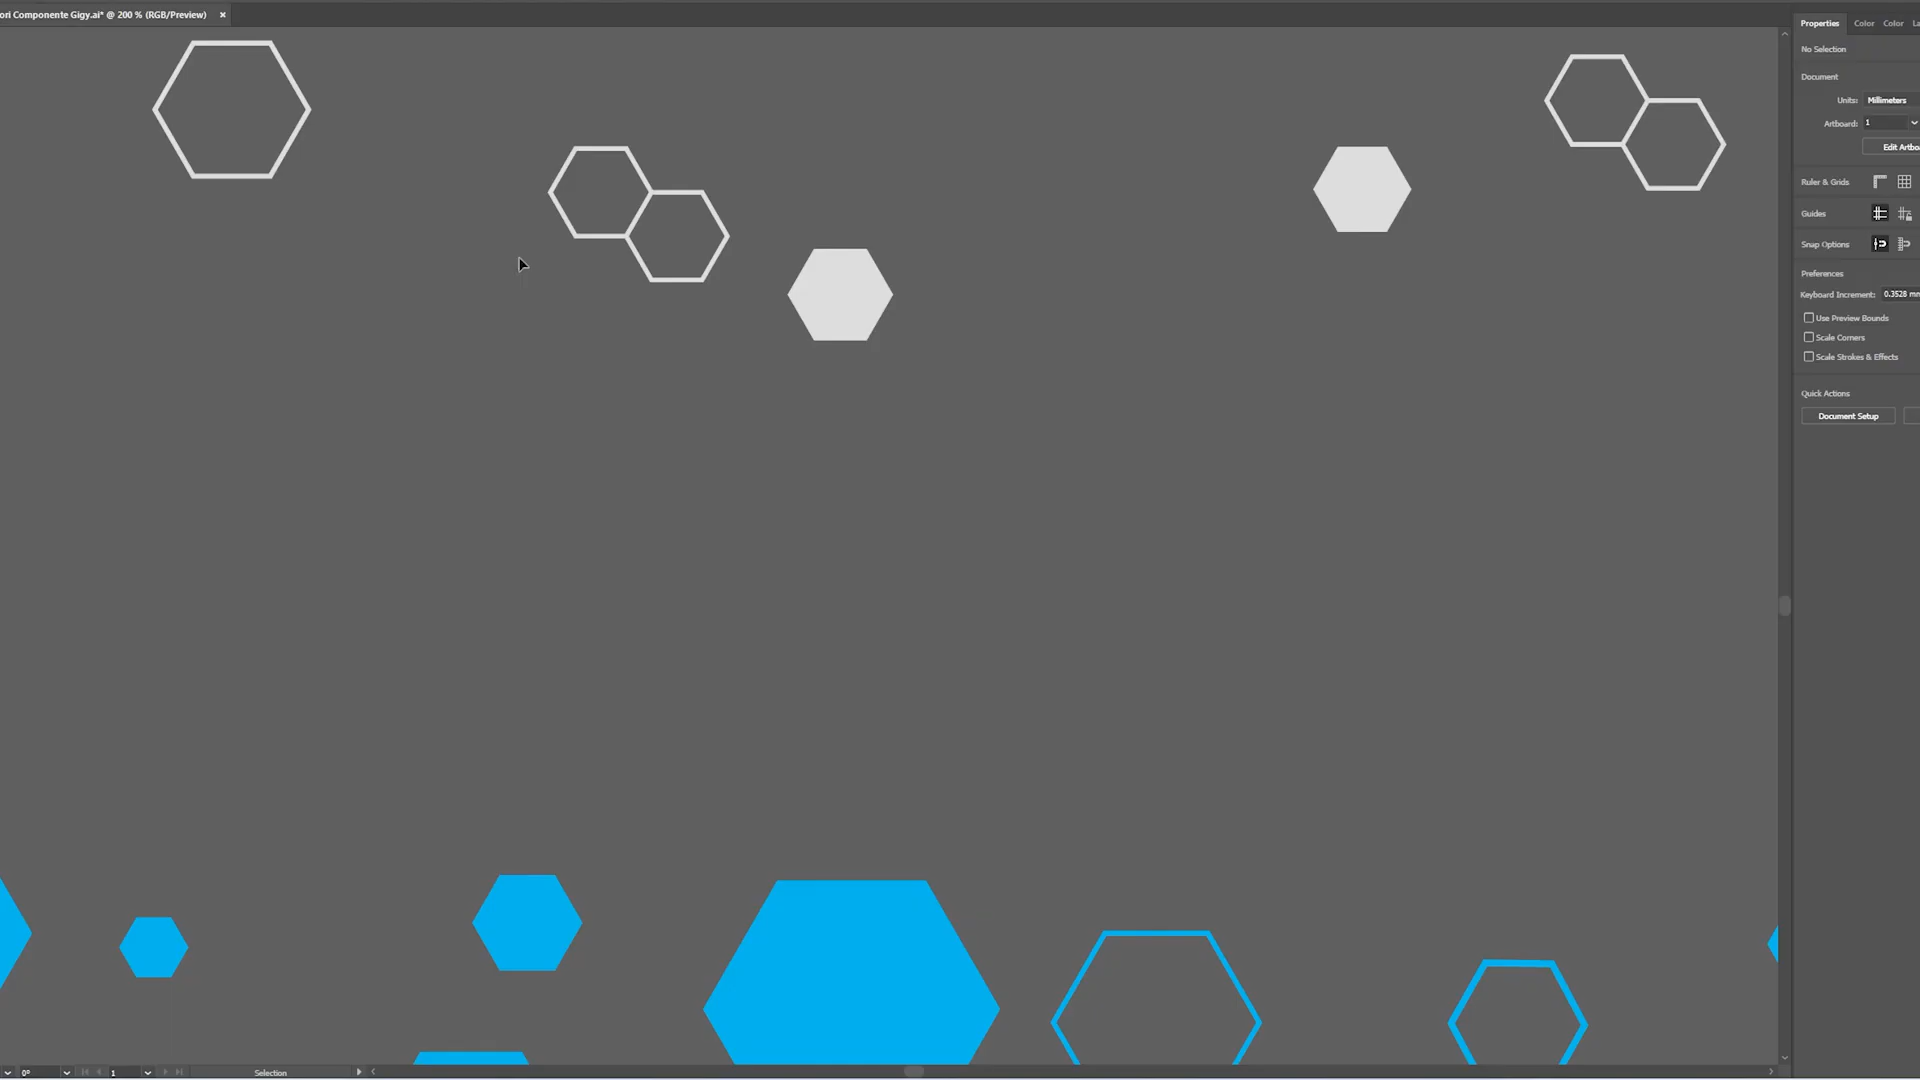 ori Componente Gigy.ai* @ 200 % (RGB/Preview) ×
Properties Color Color La
No Selection
Document
Units: Millimeters
Artboard: 1
Edit Artbo
Ruler & Grids
Guides
Snap Options
Preferences
Keyboard Increment: 0.3528 mm
Use Preview Bounds
Scale Corners
Scale Strokes & Effects
Quick Actions
Document Setup
0° 1 Selection